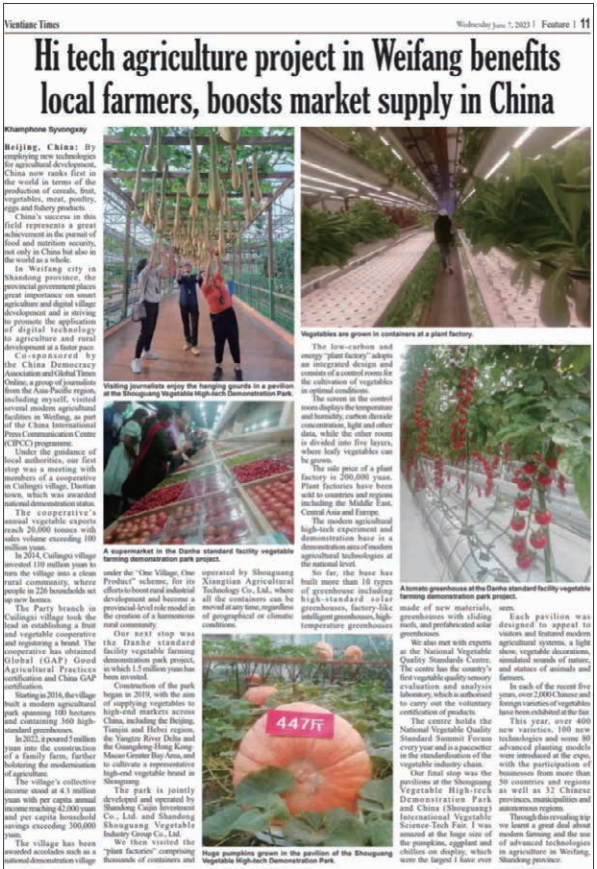 Vientiane Times
Wednesday June 7, 2023 | Feature | 11
Hi tech agriculture project in Weifang benefits
local farmers, boosts market supply in China
Khamphone Syvongxay
Beijing, China: By
employing new technologies
for agricultural development,
China now ranks first
in the world in terms of the
production of cereals, fruit,
vegetables, meat, poultry,
eggs and fishery products.
China's success in this
field represents a great
achievement in the pursuit of
food and nutrition security,
not only in China but also in
the world as a whole.
In Weifang city in
Shandong province, the
provincial government places
great importance on smart
agriculture and digital village
development and is striving
to promote the application
of digital technology
to agriculture and rural
development at a faster pace.
Co-sponsored by
the China Democracy
Association and Global Times
Online, a group of journalists
from the Asia-Pacific region,
including myself, visited
several modern agricultural
facilities in Weifang, as part
of the China International
Press Communication Centre
(CIPCC) programme.
Under the guidance of
local authorities, our first
stop was a meeting with
members of a cooperative
in Cuilingxi village, Daotian
town, which was awarded
national demonstration status.
The cooperative's
annual vegetable exports
reach 20,000 tonnes with
sales volume exceeding 100
million yuan.
In 2014, Cuilingxi village
invested 110 million yuan to
turn the village into a clean
rural community, where
people in 226 households set
up new homes.
The Party branch in
Cuilingxi village took the
lead in establishing a fruit
and vegetable cooperative
and registering a brand. The
cooperative has obtained
Global (GAP) Good
Agricultural Practices
certification and China GAP
certification.
Starting in 2016, the village
built a modern agricultural
park spanning 100 hectares
and containing 360 high-
standard greenhouses.
In 2022, it poured 5 million
yuan into the construction
of a family farm, further
bolstering the modernisation
of agriculture.
The village's collective
income stood at 4.3 million
yuan with per capita annual
income reaching 42,000 yuan
and per capita household
savings exceeding 300,000
yuan.
The village has been
awarded accolades such as a
national demonstration village
Visiting journalists enjoy the hanging gourds in a pavilion
at the Shouguang Vegetable High-tech Demonstration Park.
A supermarket in the Danhe standard facility vegetable
farming demonstration park project.
under the "One Village, One
Product" scheme, for its
efforts to boost rural industrial
development and become a
provincial-level role model in
the creation of a harmonious
rural community.
Our next stop was
the Danhe standard
facility vegetable farming
demonstration park project,
in which 1.5 million yuan has
been invested.
Construction of the park
began in 2019, with the aim
of supplying vegetables to
high-end markets across
China, including the Beijing,
Tianjin and Hebei region,
the Yangtze River Delta and
the Guangdong-Hong Kong-
Macao Greater Bay Area, and
to cultivate a representative
high-end vegetable brand in
Shouguang.
The park is jointly
developed and operated by
Shandong Caijin Investment
Co., Ltd. and Shandong
Shouguang Vegetable
Industry Group Co., Ltd.
We then visited the
"plant factories" comprising
thousands of containers and
operated by Shouguang
Xiangtian Agricultural
Technology Co., Ltd., where
all the containers can be
moved at any time, regardless
of geographical or climatic
conditions.
447斤
Huge pumpkins grown in the pavilion of the Shouguang
Vegetable High-tech Demonstration Park.
Vegetables are grown in containers at a plant factory.
The low-carbon and
energy "plant factory" adopts
an integrated design and
consists of a control room for
the cultivation of vegetables
in optimal conditions.
The screen in the control
room displays the temperature
and humidity, carbon dioxide
concentration, light and other
data, while the other room
is divided into five layers,
where leafy vegetables can
be grown.
The sale price of a plant
factory is 200,000 yuan.
Plant factories have been
sold to countries and regions
including the Middle East,
Central Asia and Europe.
The modern agricultural
high-tech experiment and
demonstration base is a
demonstration area of modern
agricultural technologies at
the national level.
So far, the base has
built more than 10 types
of greenhouse including
high-standard solar
greenhouses, factory-like
intelligent greenhouses, high-
temperature greenhouses
A tomato greenhouse at the Danhe standard facility vegetable
farming demonstration park project.
made of new materials,
greenhouses with sliding
roofs, and prefabricated solar
greenhouses.
We also met with experts
at the National Vegetable
Quality Standards Centre.
The centre has the country's
first vegetable quality sensory
evaluation and analysis
laboratory, which is authorised
to carry out the voluntary
certification of products.
The centre holds the
National Vegetable Quality
Standard Summit Forum
every year and is a pacesetter
in the standardisation of the
vegetable industry chain.
Our final stop was the
pavilions at the Shouguang
Vegetable High-tech
Demonstration Park
and China (Shouguang)
International Vegetable
Science-Tech Fair. I was
amazed at the huge size of
the pumpkins, eggplant and
chillies on display, which
were the largest I have ever
seen.
Each pavilion was
designed to appeal to
visitors and featured modern
agricultural systems, a light
show, vegetable decorations,
simulated sounds of nature,
and statues of animals and
farmers.
In each of the recent five
years, over 2,000 Chinese and
foreign varieties of vegetables
have been exhibited at the fair.
This year, over 400
new varieties, 100 new
technologies and some 80
advanced planting models
were introduced at the expo,
with the participation of
businesses from more than
50 countries and regions
as well as 32 Chinese
provinces, municipalities and
autonomous regions.
Through this revealing trip
we learnt a great deal about
modern farming and the use
of advanced technologies
in agriculture in Weifang,
Shandong province.